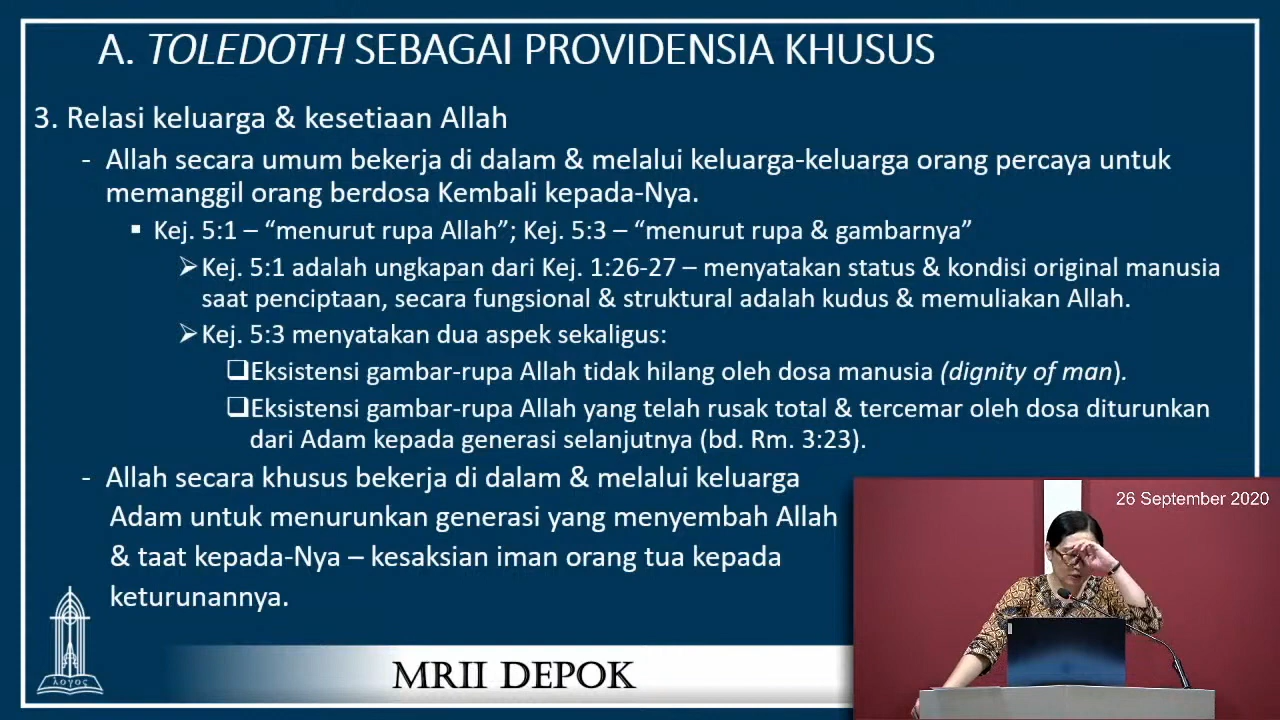 A. TOLEDOTH SEBAGAI PROVIDENSIA KHUSUS
3. Relasi keluarga & kesetiaan Allah
- Allah secara umum bekerja di dalam & melalui keluarga-keluarga orang percaya untuk
memanggil orang berdosa Kembali kepada-Nya.
▪ Kej. 5:1 – “menurut rupa Allah”; Kej. 5:3 – “menurut rupa & gambarnya”
➢Kej. 5:1 adalah ungkapan dari Kej. 1:26-27 – menyatakan status & kondisi original manusia
saat penciptaan, secara fungsional & struktural adalah kudus & memuliakan Allah.
➢Kej. 5:3 menyatakan dua aspek sekaligus:
❑Eksistensi gambar-rupa Allah tidak hilang oleh dosa manusia (dignity of man).
❑Eksistensi gambar-rupa Allah yang telah rusak total & tercemar oleh dosa diturunkan
dari Adam kepada generasi selanjutnya (bd. Rm. 3:23).
- Allah secara khusus bekerja di dalam & melalui keluarga
Adam untuk menurunkan generasi yang menyembah Allah
& taat kepada-Nya – kesaksian iman orang tua kepada
keturunannya.
26 September 2020
λογος
MRII DEPOK